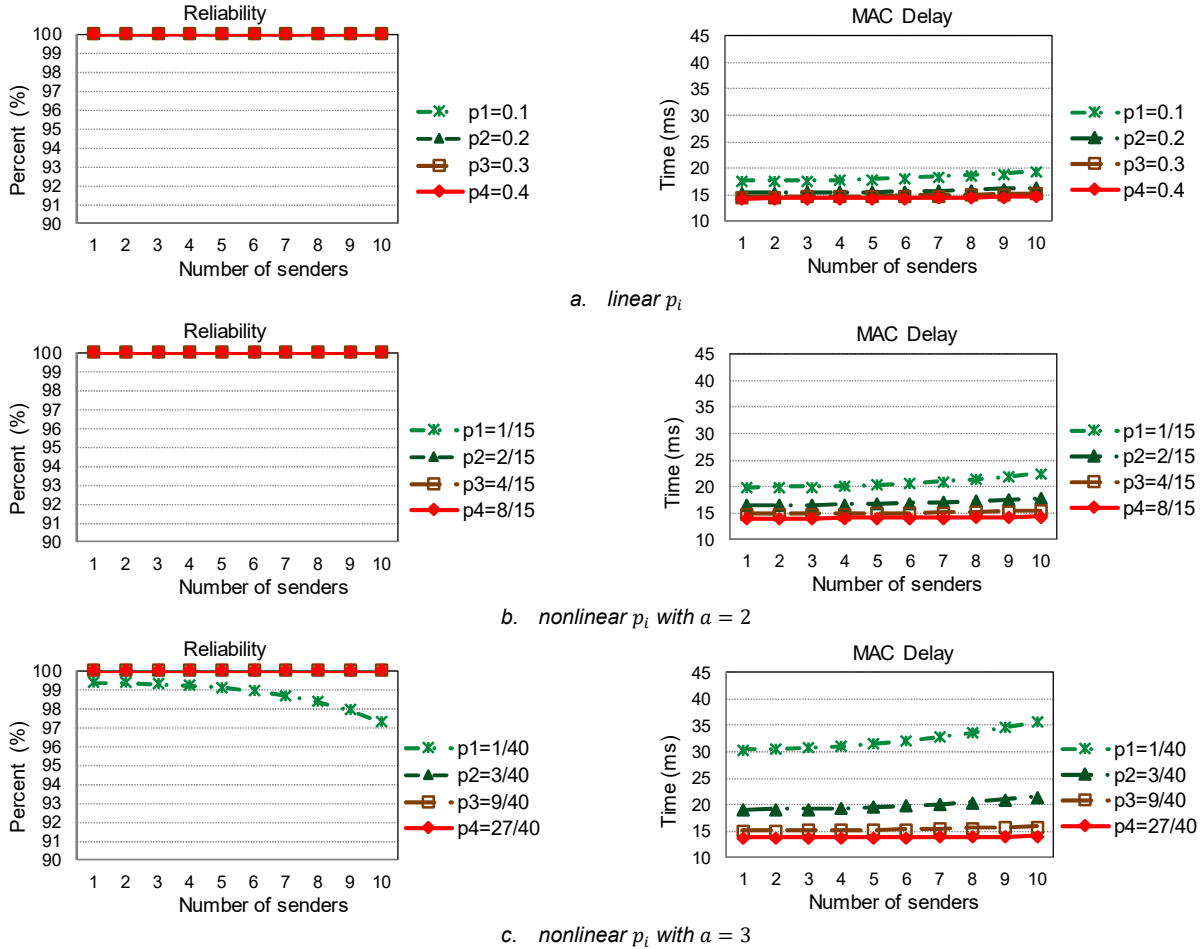 Reliability
100
99
98
97
96
95
94
93
92
91
90
Percent (%)
1 2 3 4 5 6 7 8 9 10
Number of senders
p1=0.1
p2=0.2
p3=0.3
p4=0.4
MAC Delay
45
40
35
30
25
20
15
10
Time (ms)
1 2 3 4 5 6 7 8 9 10
Number of senders
p1=0.1
p2=0.2
p3=0.3
p4=0.4
a. linear p_i
Reliability
100
99
98
97
96
95
94
93
92
91
90
Percent (%)
1 2 3 4 5 6 7 8 9 10
Number of senders
p1=1/15
p2=2/15
p3=4/15
p4=8/15
MAC Delay
45
40
35
30
25
20
15
10
Time (ms)
1 2 3 4 5 6 7 8 9 10
Number of senders
p1=1/15
p2=2/15
p3=4/15
p4=8/15
b. nonlinear p_i with a = 2
Reliability
100
99
98
97
96
95
94
93
92
91
90
Percent (%)
1 2 3 4 5 6 7 8 9 10
Number of senders
p1=1/40
p2=3/40
p3=9/40
p4=27/40
MAC Delay
45
40
35
30
25
20
15
10
Time (ms)
1 2 3 4 5 6 7 8 9 10
Number of senders
p1=1/40
p2=3/40
p3=9/40
p4=27/40
c. nonlinear p_i with a = 3